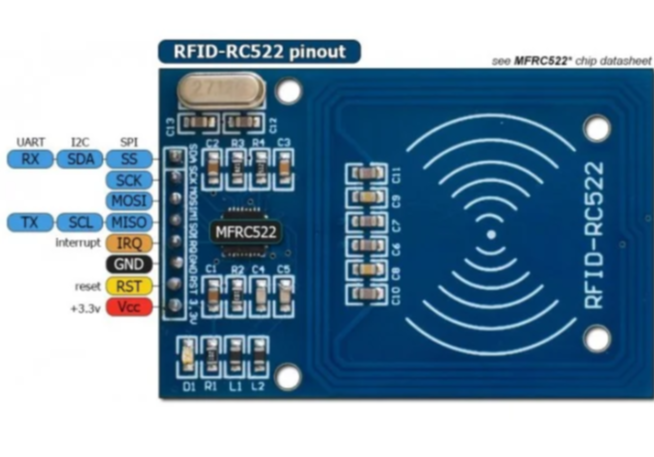 RFID-RC522 pinout
see MFRC522* chip datasheet
C13 C12
UART I2C SPI
C2 R3 R4 C3
RX SDA SS
SCK
MOSI
TX SCL MISO
interrupt IRQ
GND
reset RST
+3.3v Vcc
SDA SCK MOSI MI SO IRQ GND RST 3.3V
MFRC522
C11
C9
C7
C6
C8
C10
RFID-RC522
C1 R2 C4 C5
D1 R1 L1 L2